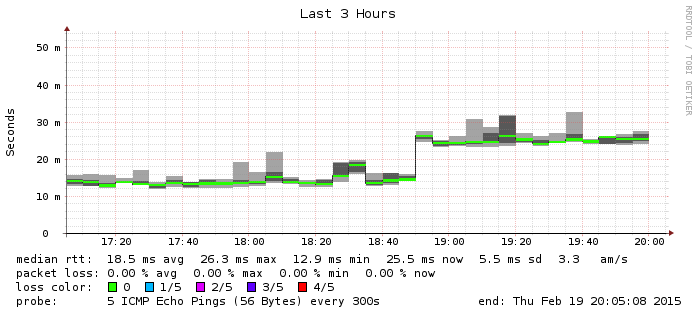 Last 3 Hours
RRDTOOL / TOBI OETIKER
Seconds
50 m
40 m
30 m
20 m
10 m
0
17:20 17:40 18:00 18:20 18:40 19:00 19:20 19:40 20:00
median rtt: 18.5 ms avg 26.3 ms max 12.9 ms min 25.5 ms now 5.5 ms sd 3.3 am/s
packet loss: 0.00 % avg 0.00 % max 0.00 % min 0.00 % now
loss color: 0 1/5 2/5 3/5 4/5
probe: 5 ICMP Echo Pings (56 Bytes) every 300s end: Thu Feb 19 20:05:08 2015